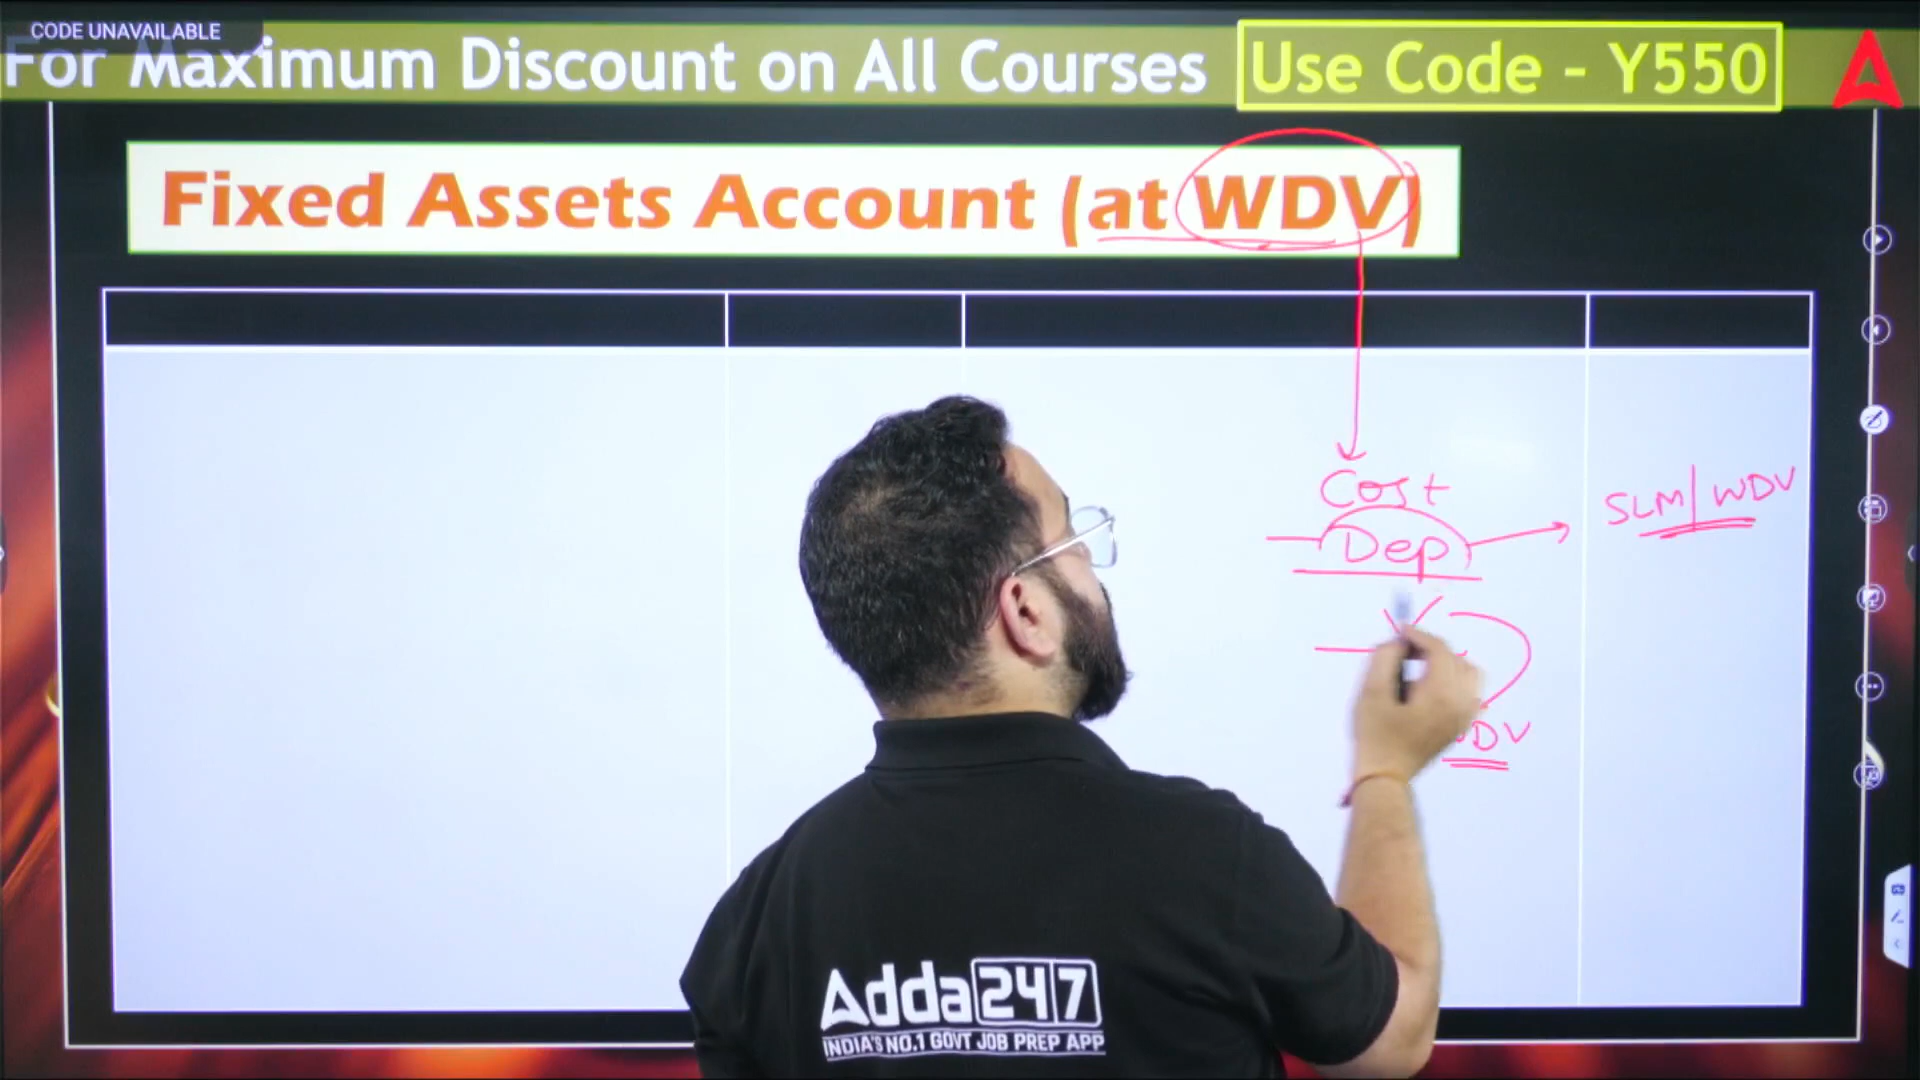 CODE UNAVAILABLE
For Maximum Discount on All Courses Use Code - Y550
Fixed Assets Account (at WDV)
Cost
Dep
SLM/WDV
Adda247
INDIA'S NO.1 GOVT JOB PREP APP